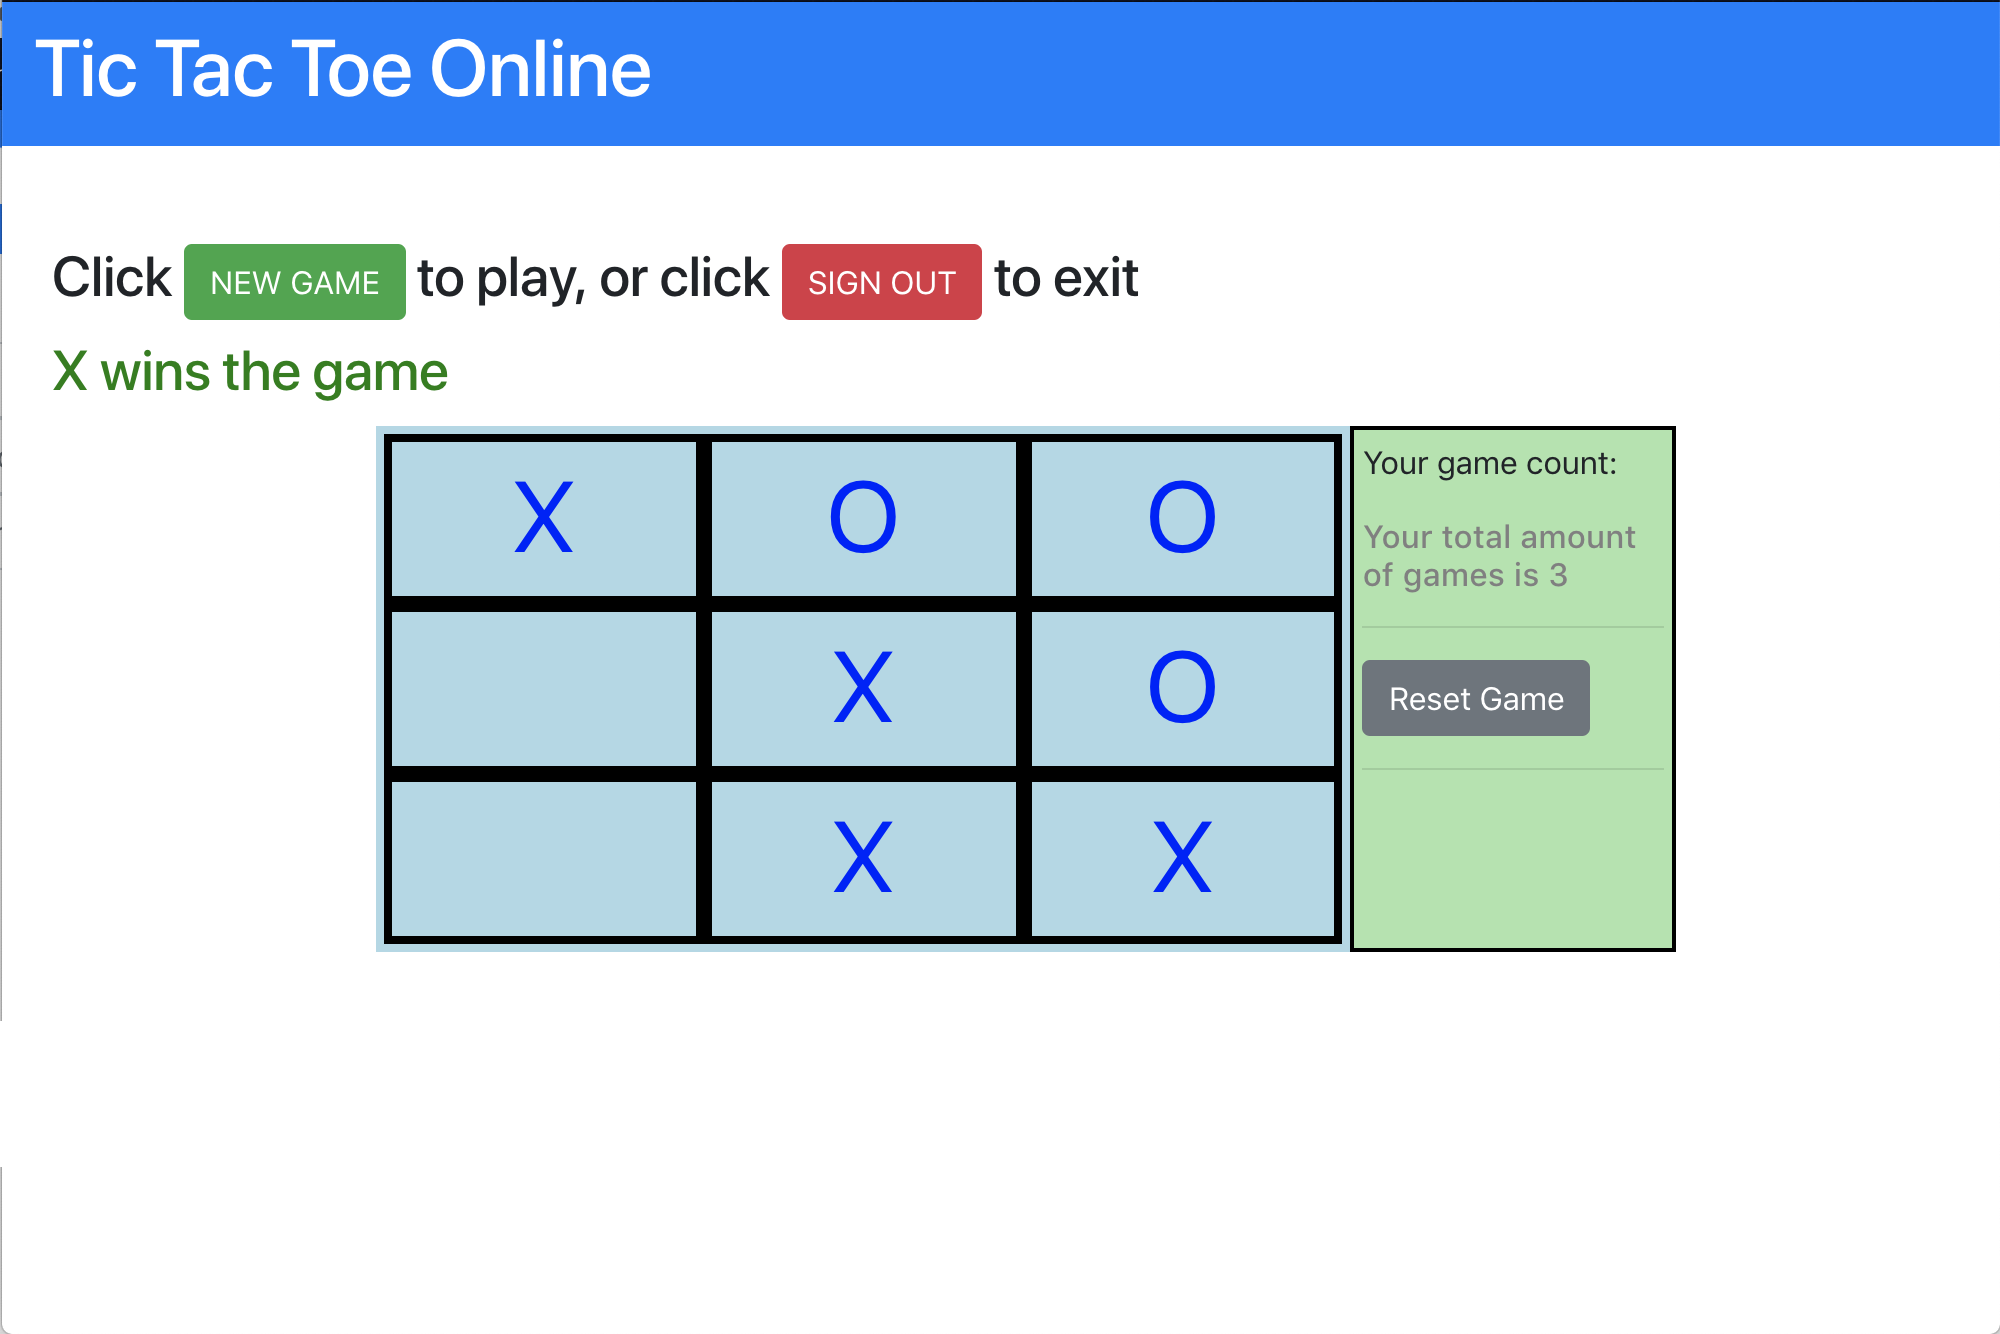 Tic Tac Toe Online
Click NEW GAME to play, or click SIGN OUT to exit
X wins the game
X O O
X O
X X
Your game count:
Your total amount
of games is 3
Reset Game